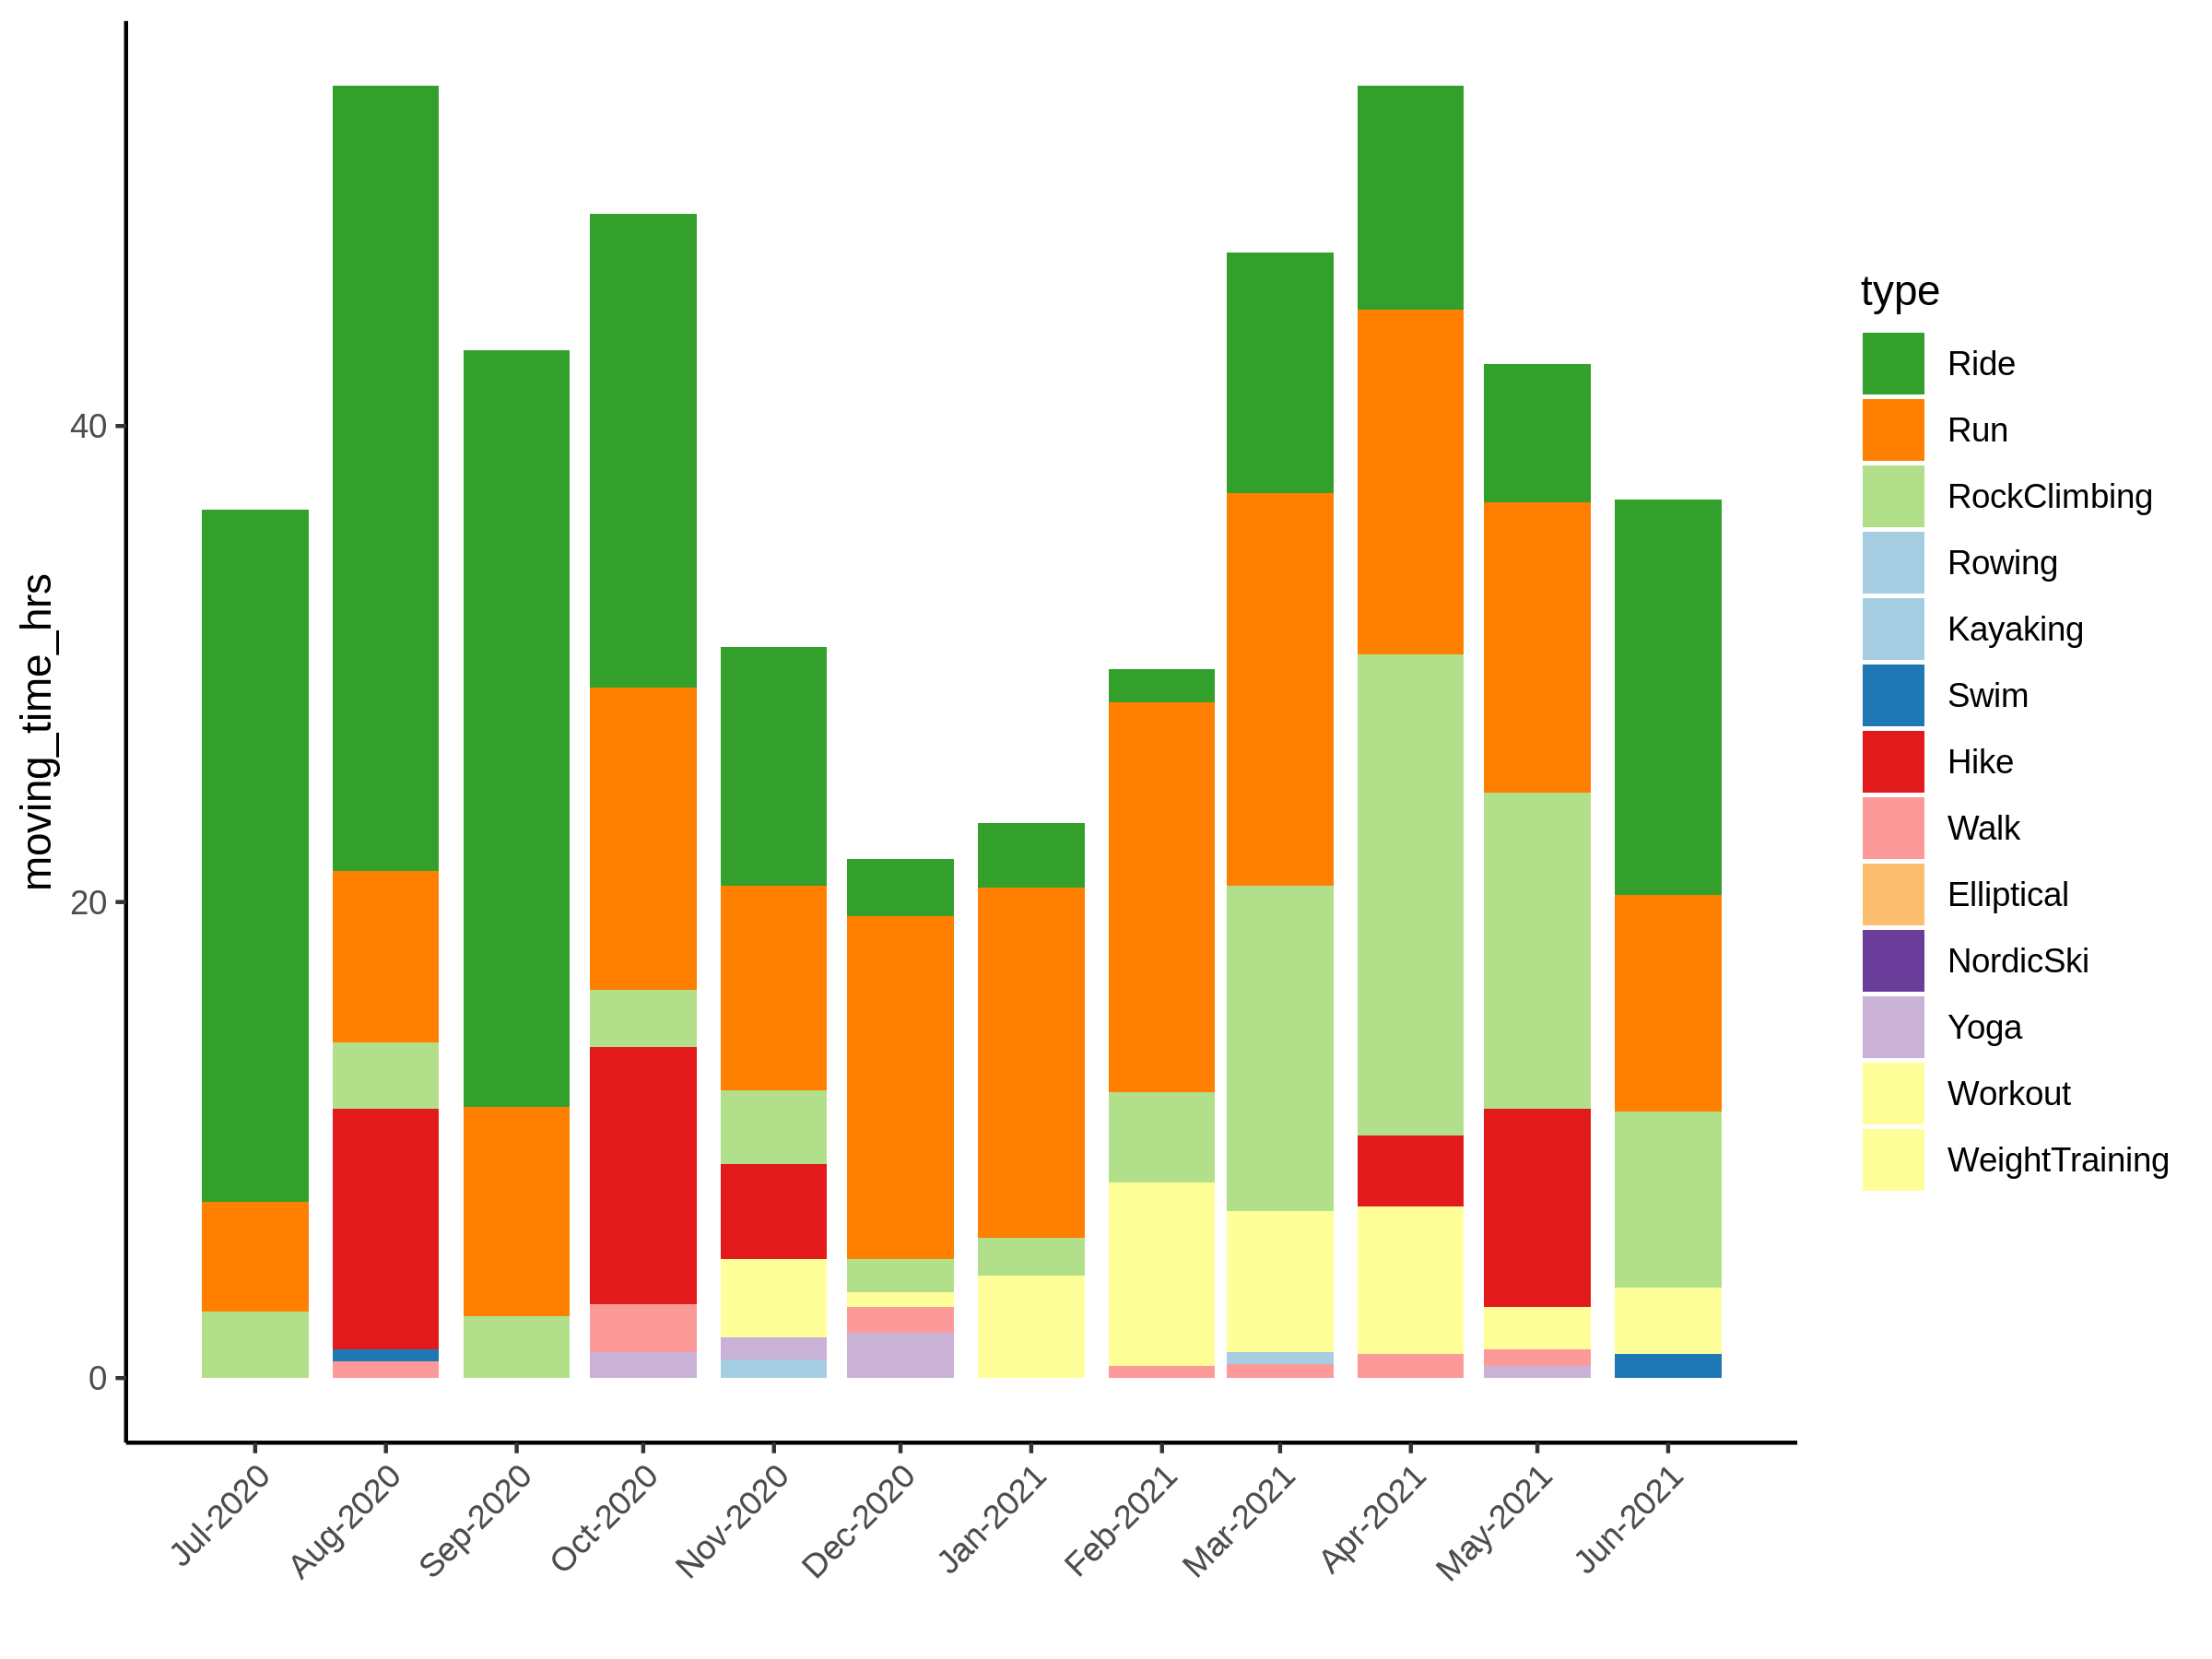 moving_time_hrs
40
20
0
Jul-2020
Aug-2020
Sep-2020
Oct-2020
Nov-2020
Dec-2020
Jan-2021
Feb-2021
Mar-2021
Apr-2021
May-2021
Jun-2021
type
Ride
Run
RockClimbing
Rowing
Kayaking
Swim
Hike
Walk
Elliptical
NordicSki
Yoga
Workout
WeightTraining